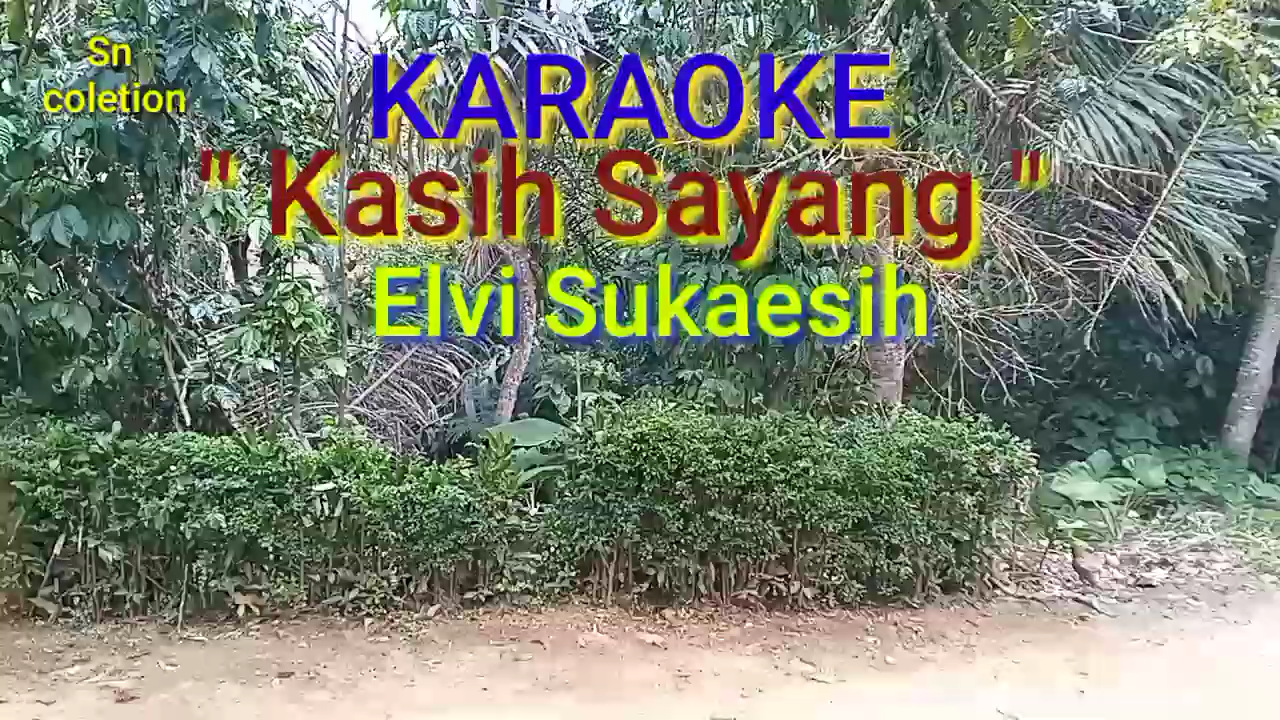 Sn
coletion
KARAOKE
" Kasih Sayang "
Elvi Sukaesih